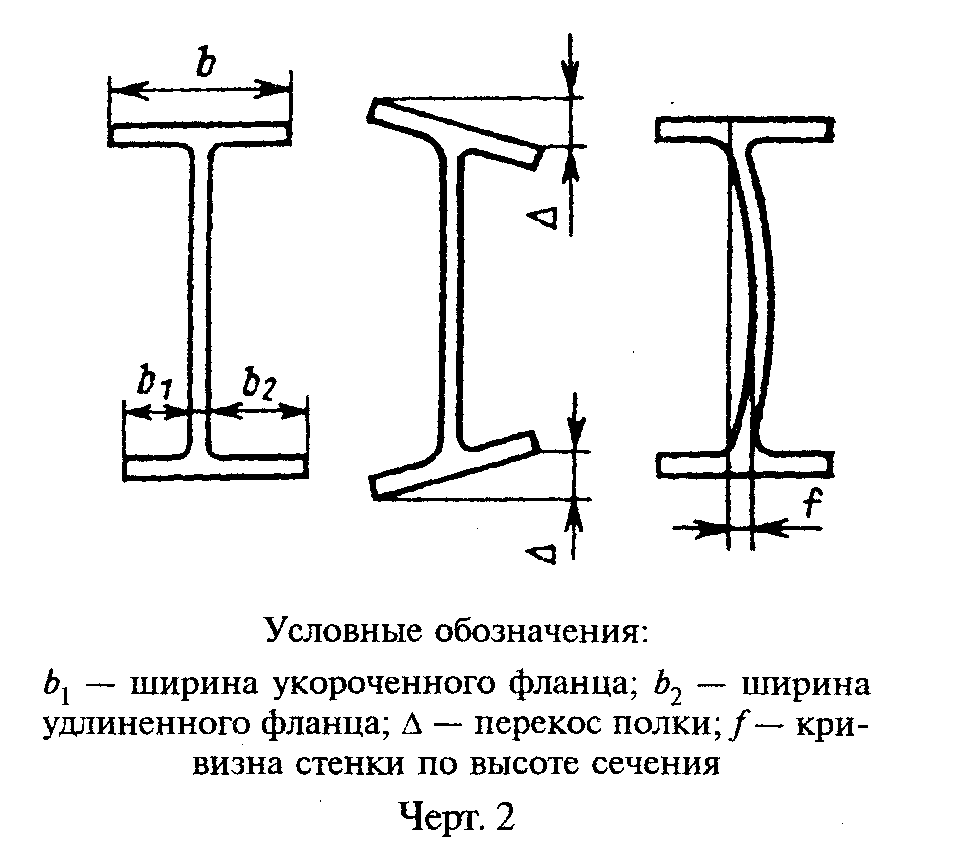 b
Δ
b₁ b₂
f
Δ
Условные обозначения:
b₁ — ширина укороченного фланца; b₂ — ширина
удлиненного фланца; Δ — перекос полки; f — кри-
визна стенки по высоте сечения
Черт. 2